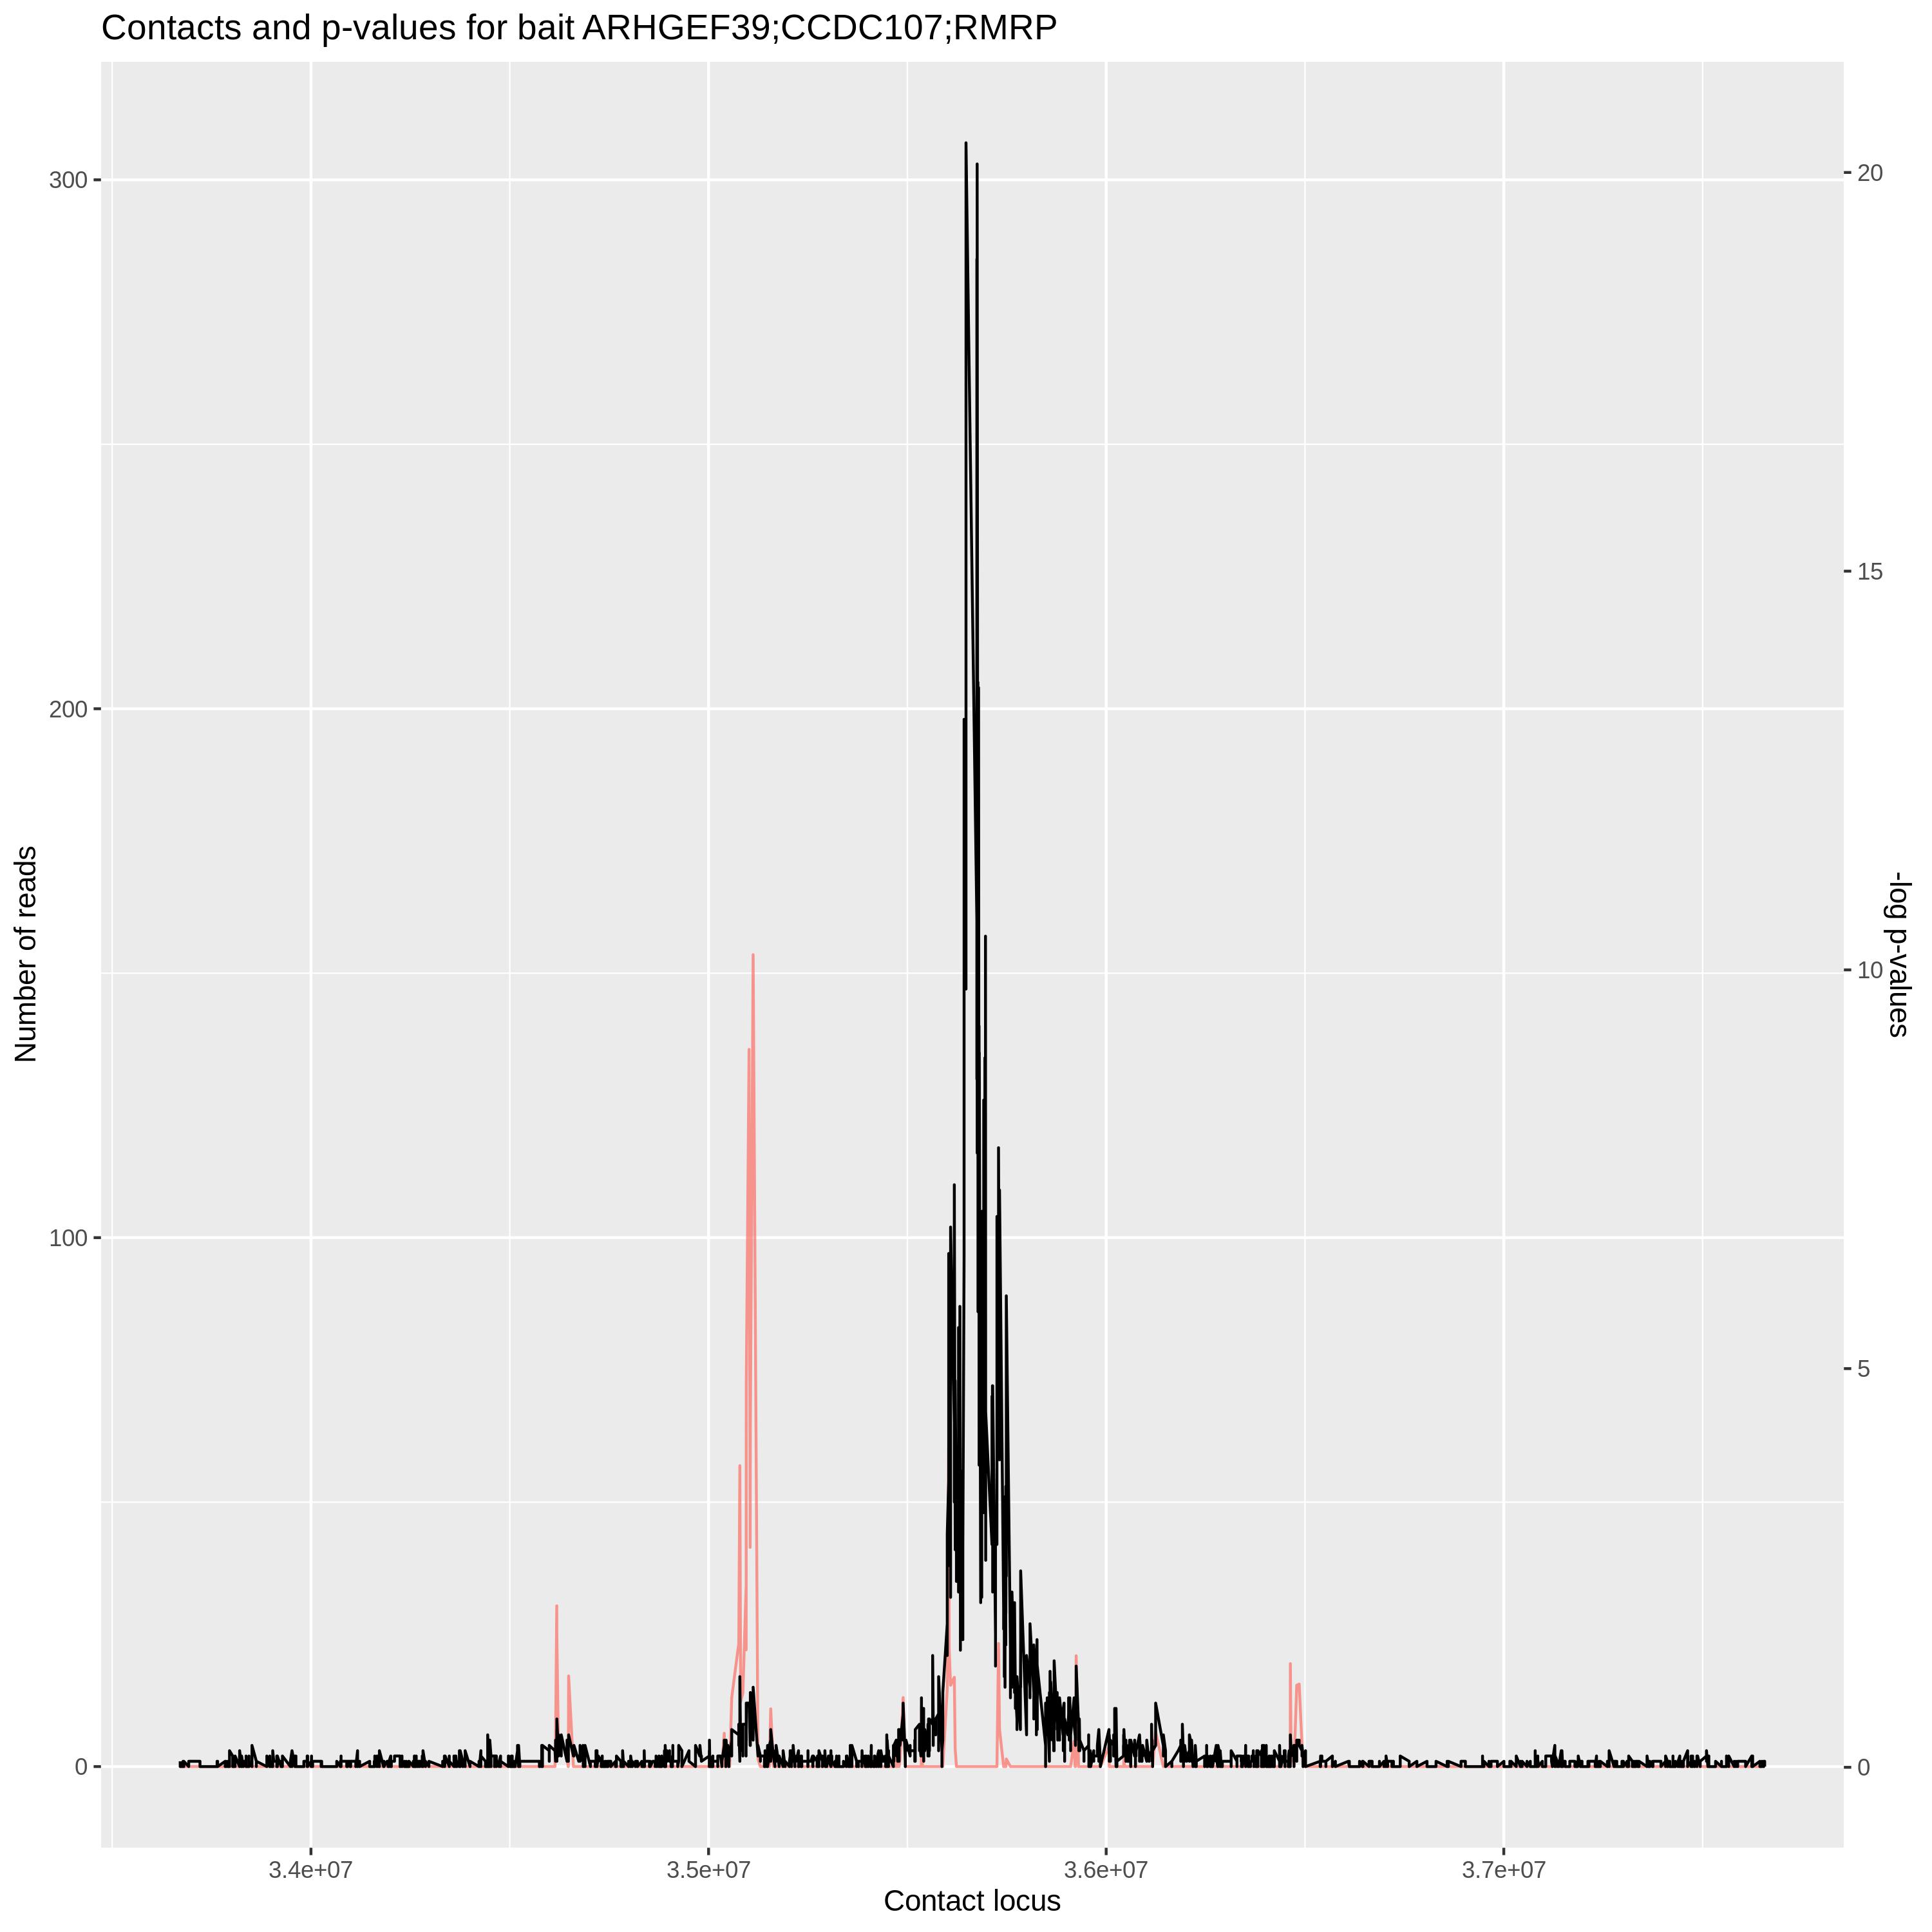 Contacts and p-values for bait ARHGEF39;CCDC107;RMRP
300
200
100
0
Number of reads
20
15
10
5
0
-log p-values
3.4e+07
3.5e+07
3.6e+07
3.7e+07
Contact locus